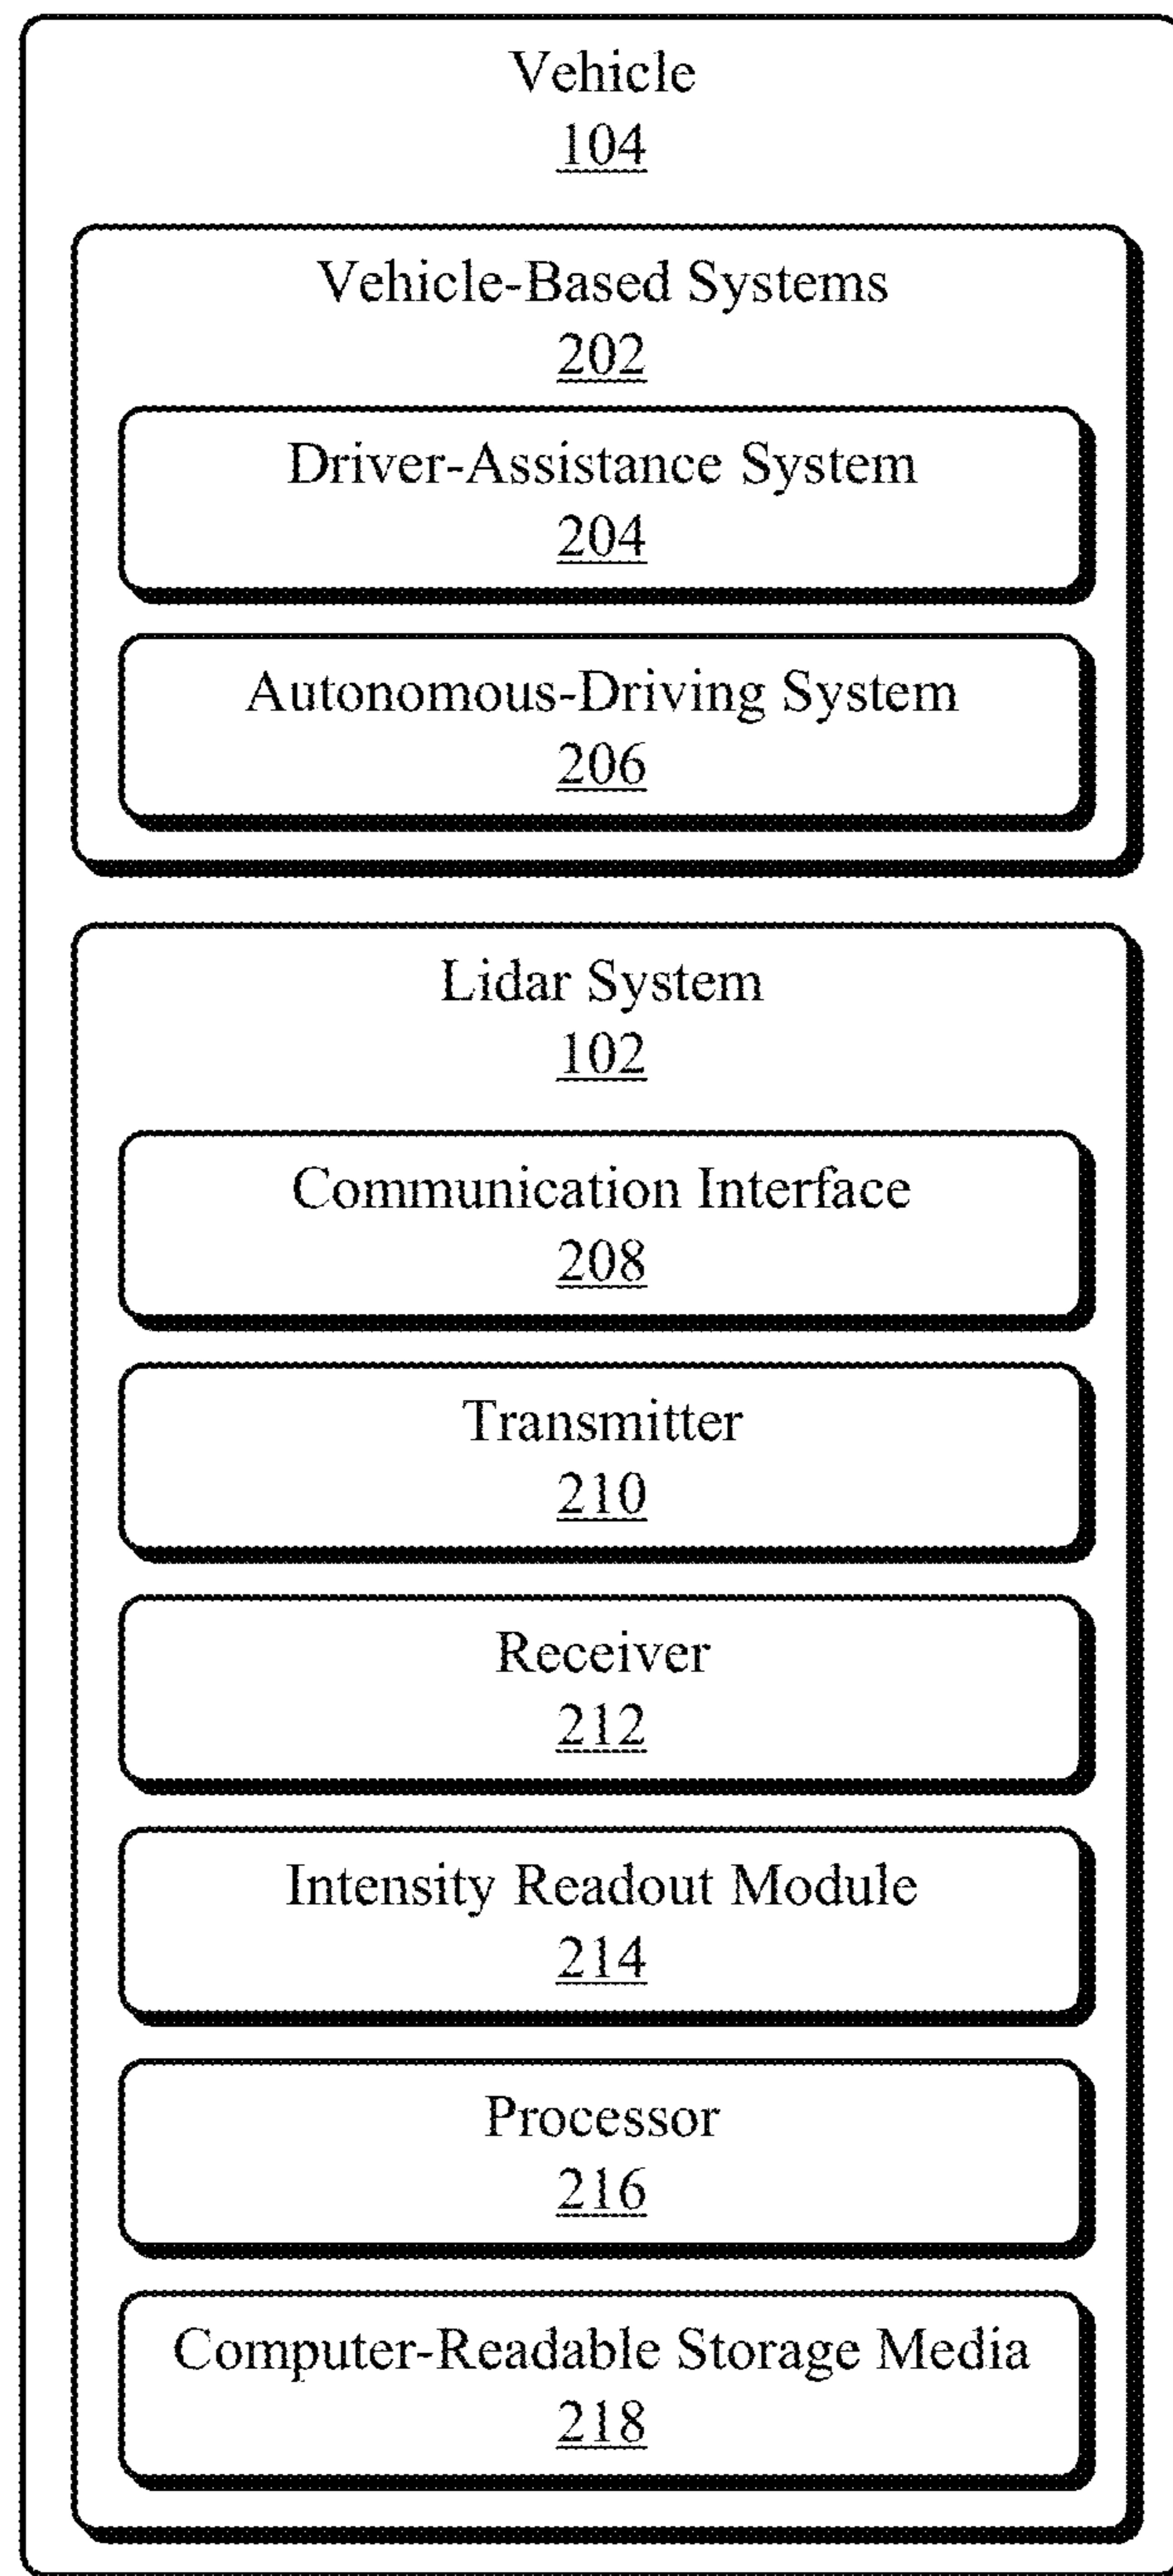 Vehicle
104
Vehicle-Based Systems
202
Driver-Assistance System
204
Autonomous-Driving System
206
Lidar System
102
Communication Interface
208
Transmitter
210
Receiver
212
Intensity Readout Module
214
Processor
216
Computer-Readable Storage Media
218